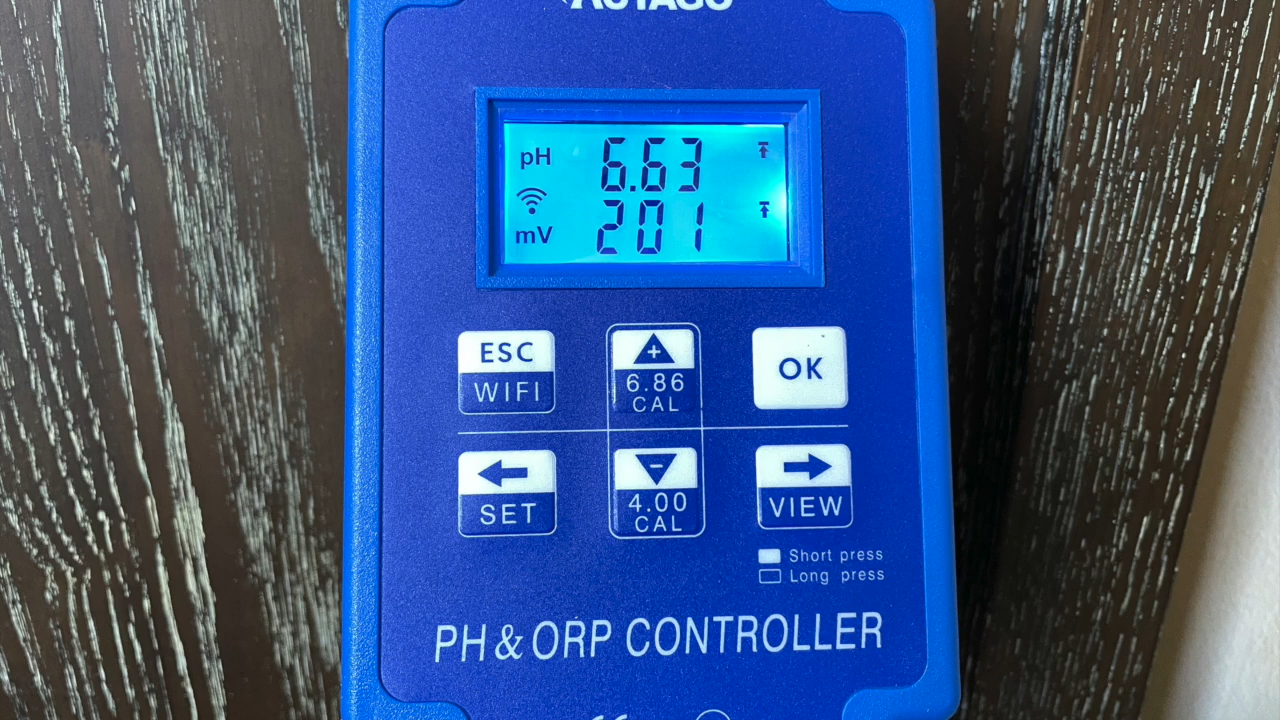 pH 6.63
mV 201
ESC
WIFI
+
6.86
CAL
OK
SET
-
4.00
CAL
VIEW
Short press
Long press
PH & ORP CONTROLLER